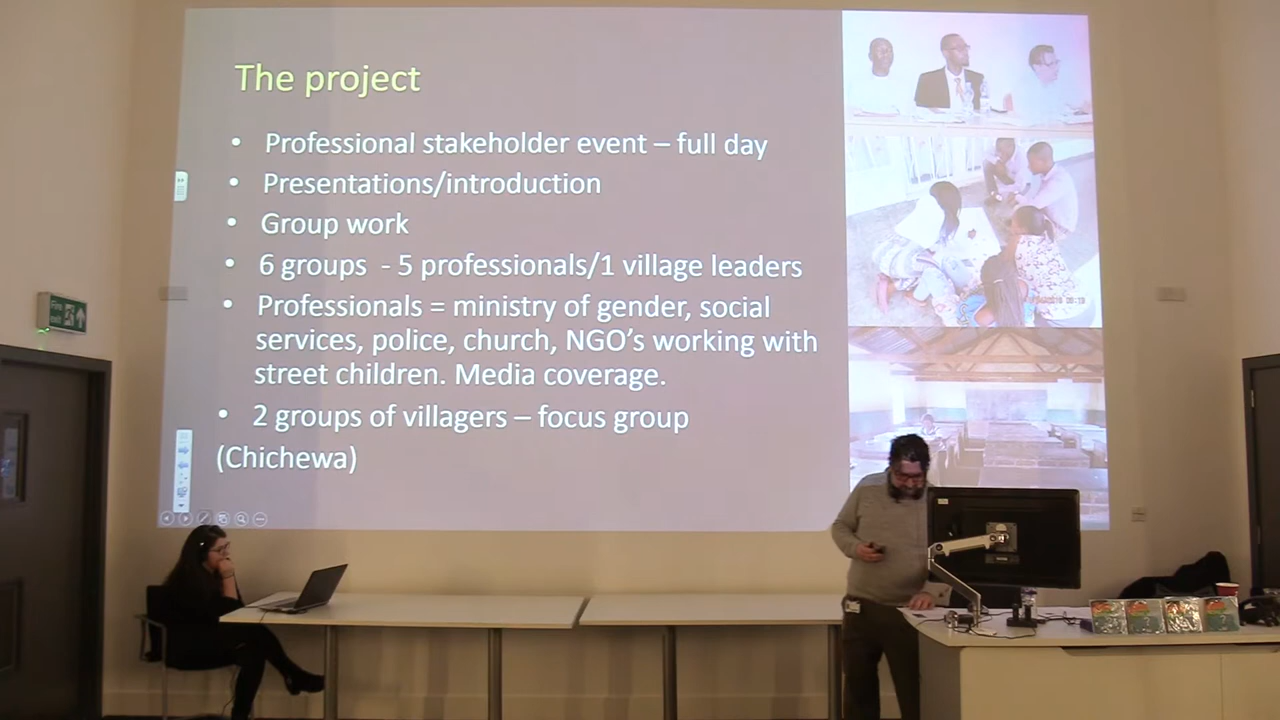 The project
• Professional stakeholder event – full day
• Presentations/introduction
• Group work
• 6 groups - 5 professionals/1 village leaders
• Professionals = ministry of gender, social
services, police, church, NGO's working with
street children. Media coverage.
• 2 groups of villagers – focus group
(Chichewa)
Fire
exit